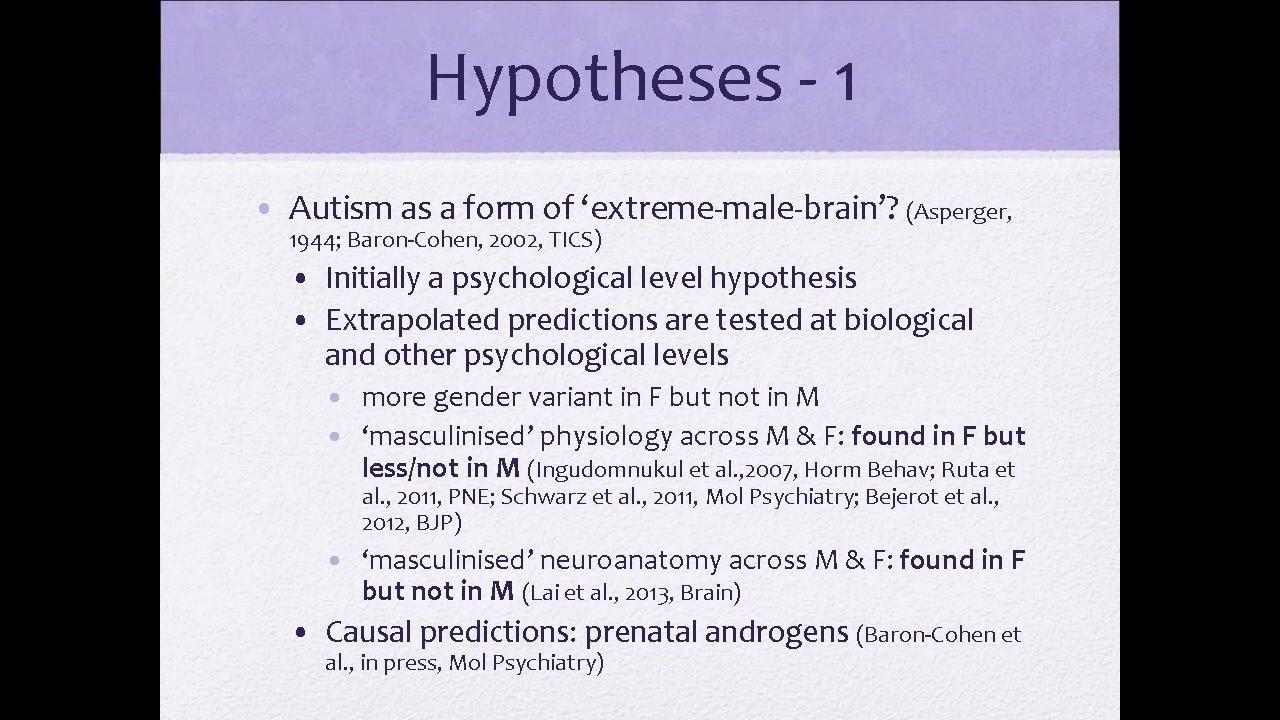 Hypotheses - 1
• Autism as a form of ‘extreme-male-brain’? (Asperger,
1944; Baron-Cohen, 2002, TICS)
• Initially a psychological level hypothesis
• Extrapolated predictions are tested at biological
and other psychological levels
• more gender variant in F but not in M
• ‘masculinised’ physiology across M & F: found in F but
less/not in M (Ingudomnukul et al.,2007, Horm Behav; Ruta et
al., 2011, PNE; Schwarz et al., 2011, Mol Psychiatry; Bejerot et al.,
2012, BJP)
• ‘masculinised’ neuroanatomy across M & F: found in F
but not in M (Lai et al., 2013, Brain)
• Causal predictions: prenatal androgens (Baron-Cohen et
al., in press, Mol Psychiatry)